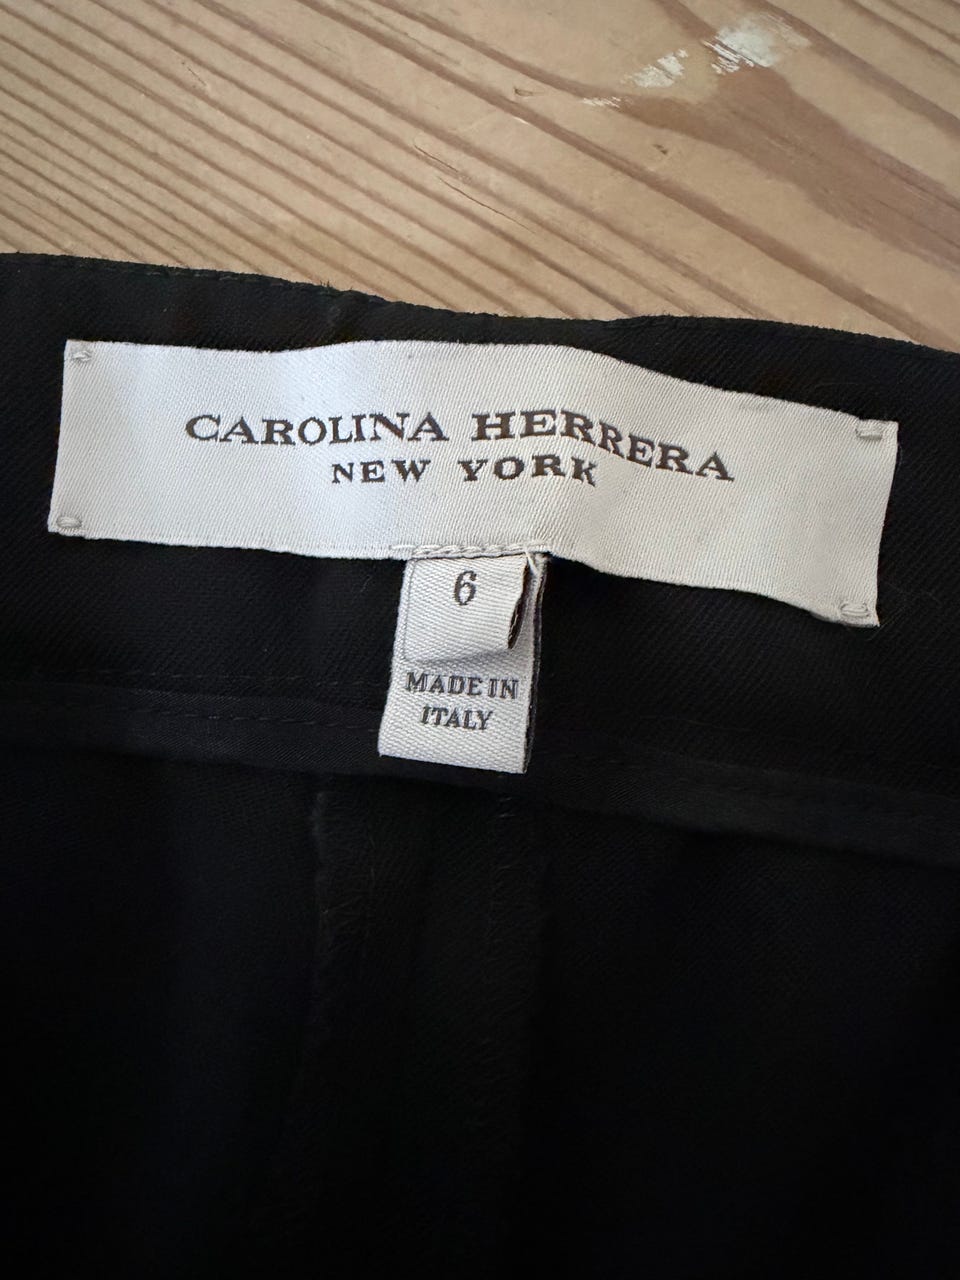 CAROLINA HERRERA
NEW YORK
6
MADE IN
ITALY